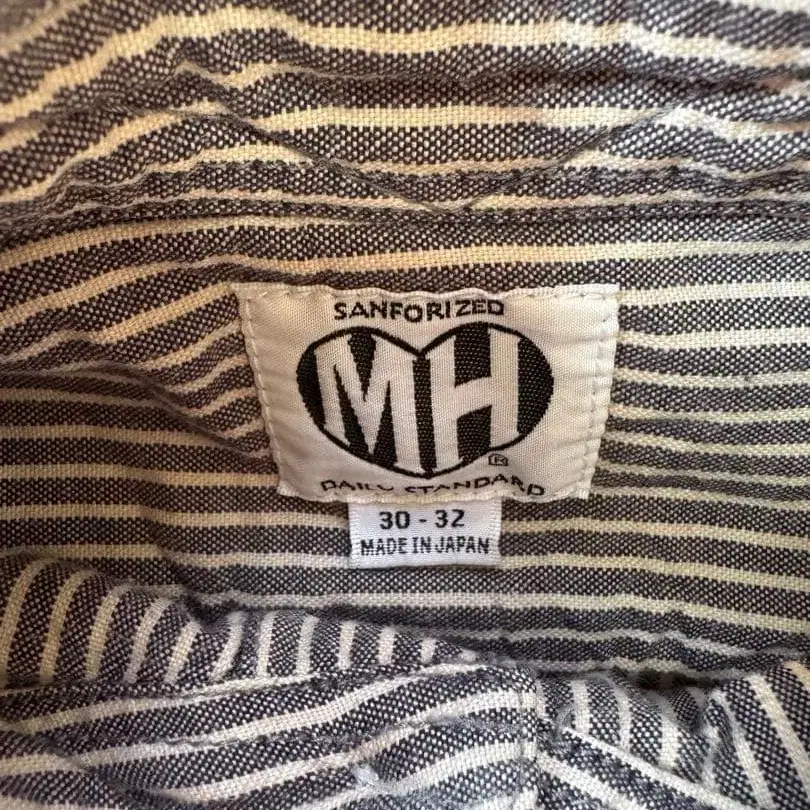 SANFORIZED
MH
®
DAILY STANDARD
30 - 32
MADE IN JAPAN